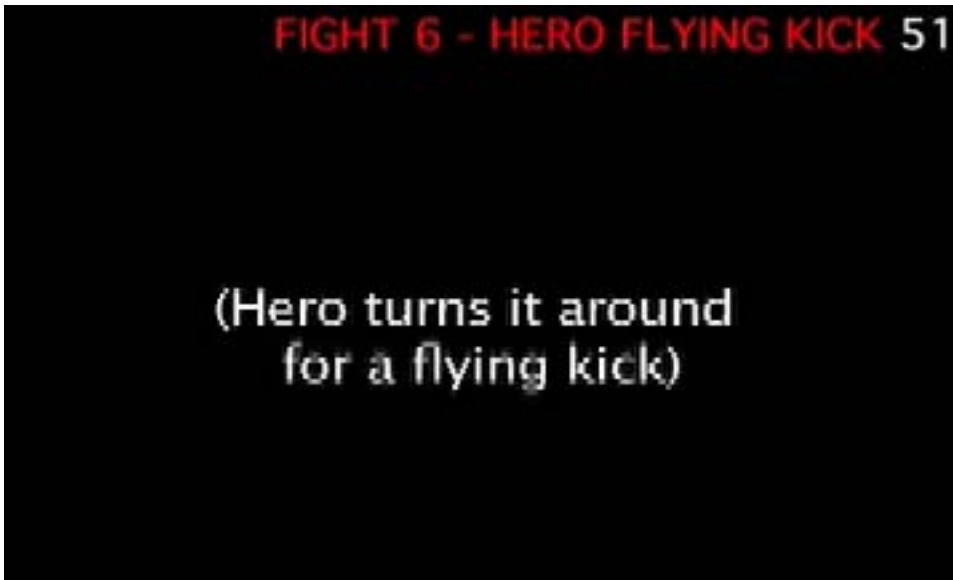 FIGHT 6 - HERO FLYING KICK 51
(Hero turns it around
for a flying kick)